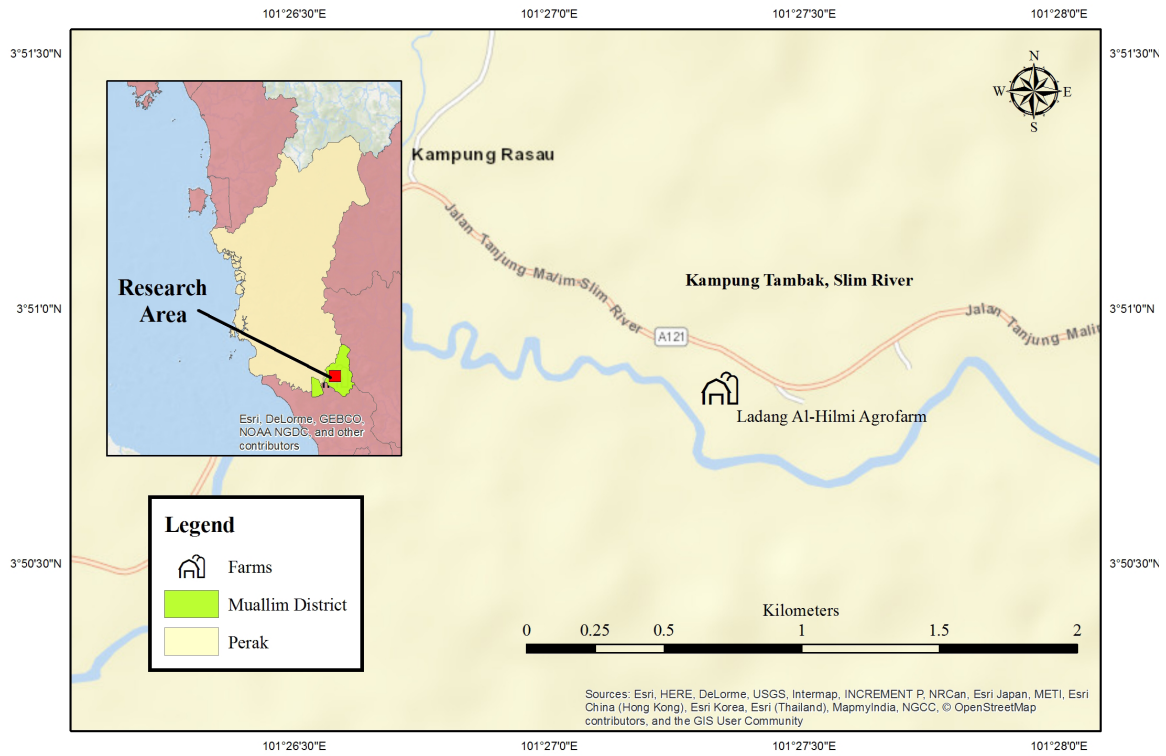 101°26'30"E
101°27'0"E
101°27'30"E
101°28'0"E
3°51'30"N
3°51'30"N
N
W
E
S
Kampung Rasau
Jalan Tanjung Malim Slim River
Kampung Tambak, Slim River
Research
Area
3°51'0"N
3°51'0"N
Jalan Tanjung Malim
A121
Ladang Al-Hilmi Agrofarm
Esri, DeLorme, GEBCO,
NOAA NGDC, and other
contributors
Legend
Farms
Muallim District
Perak
3°50'30"N
3°50'30"N
Kilometers
0 0.25 0.5 1 1.5 2
Sources: Esri, HERE, DeLorme, USGS, Intermap, INCREMENT P, NRCan, Esri Japan, METI, Esri
China (Hong Kong), Esri Korea, Esri (Thailand), MapmyIndia, NGCC, © OpenStreetMap
contributors, and the GIS User Community
101°26'30"E
101°27'0"E
101°27'30"E
101°28'0"E